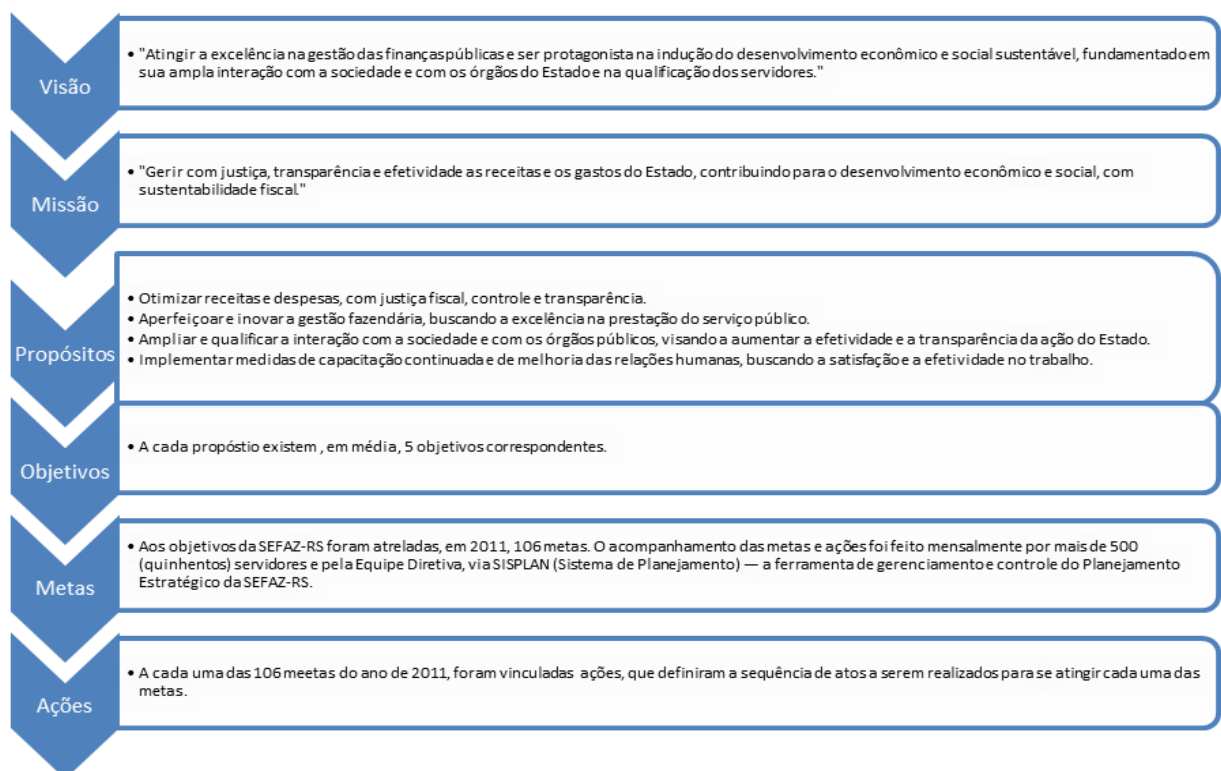 Visão
• "Atingir a excelência na gestão das finanças públicas e ser protagonista na indução do desenvolvimento econômico e social sustentável, fundamentado em
sua ampla interação com a sociedade e com os órgãos do Estado e na qualificação dos servidores."
Missão
• "Gerir com justiça, transparência e efetividade as receitas e os gastos do Estado, contribuindo para o desenvolvimento econômico e social, com
sustentabilidade fiscal."
Propósitos
• Otimizar receitas e despesas, com justiça fiscal, controle e transparência.
• Aperfeiçoar e inovar a gestão fazendária, buscando a excelência na prestação do serviço público.
• Ampliar e qualificar a interação com a sociedade e com os órgãos públicos, visando a aumentar a efetividade e a transparência da ação do Estado.
• Implementar medidas de capacitação continuada e de melhoria das relações humanas, buscando a satisfação e a efetividade no trabalho.
Objetivos
• A cada propóstio existem , em média, 5 objetivos correspondentes.
Metas
• Aos objetivos da SEFAZ-RS foram atreladas, em 2011, 106 metas. O acompanhamento das metas e ações foi feito mensalmente por mais de 500
(quinhentos) servidores e pela Equipe Diretiva, via SISPLAN (Sistema de Planejamento) — a ferramenta de gerenciamento e controle do Planejamento
Estratégico da SEFAZ-RS.
Ações
• A cada uma das 106 meetas do ano de 2011, foram vinculadas ações, que definiram a sequência de atos a serem realizados para se atingir cada uma das
metas.